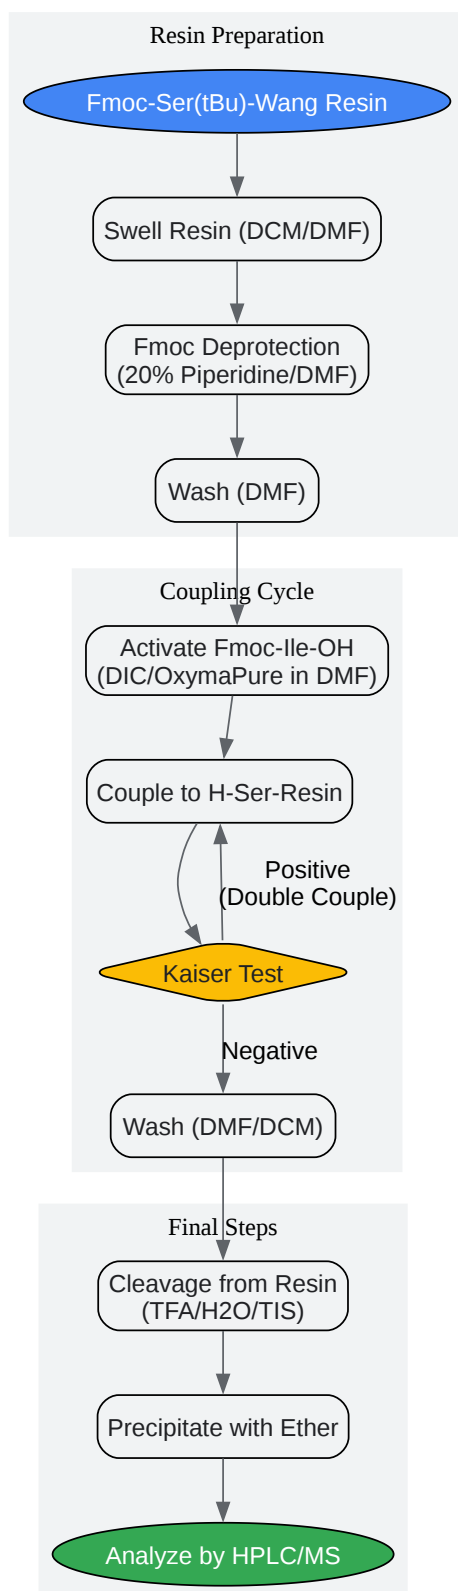 Resin Preparation
Fmoc-Ser(tBu)-Wang Resin
Swell Resin (DCM/DMF)
Fmoc Deprotection
(20% Piperidine/DMF)
Wash (DMF)
Coupling Cycle
Activate Fmoc-Ile-OH
(DIC/OxymaPure in DMF)
Couple to H-Ser-Resin
Positive
(Double Couple)
Kaiser Test
Negative
Wash (DMF/DCM)
Final Steps
Cleavage from Resin
(TFA/H2O/TIS)
Precipitate with Ether
Analyze by HPLC/MS